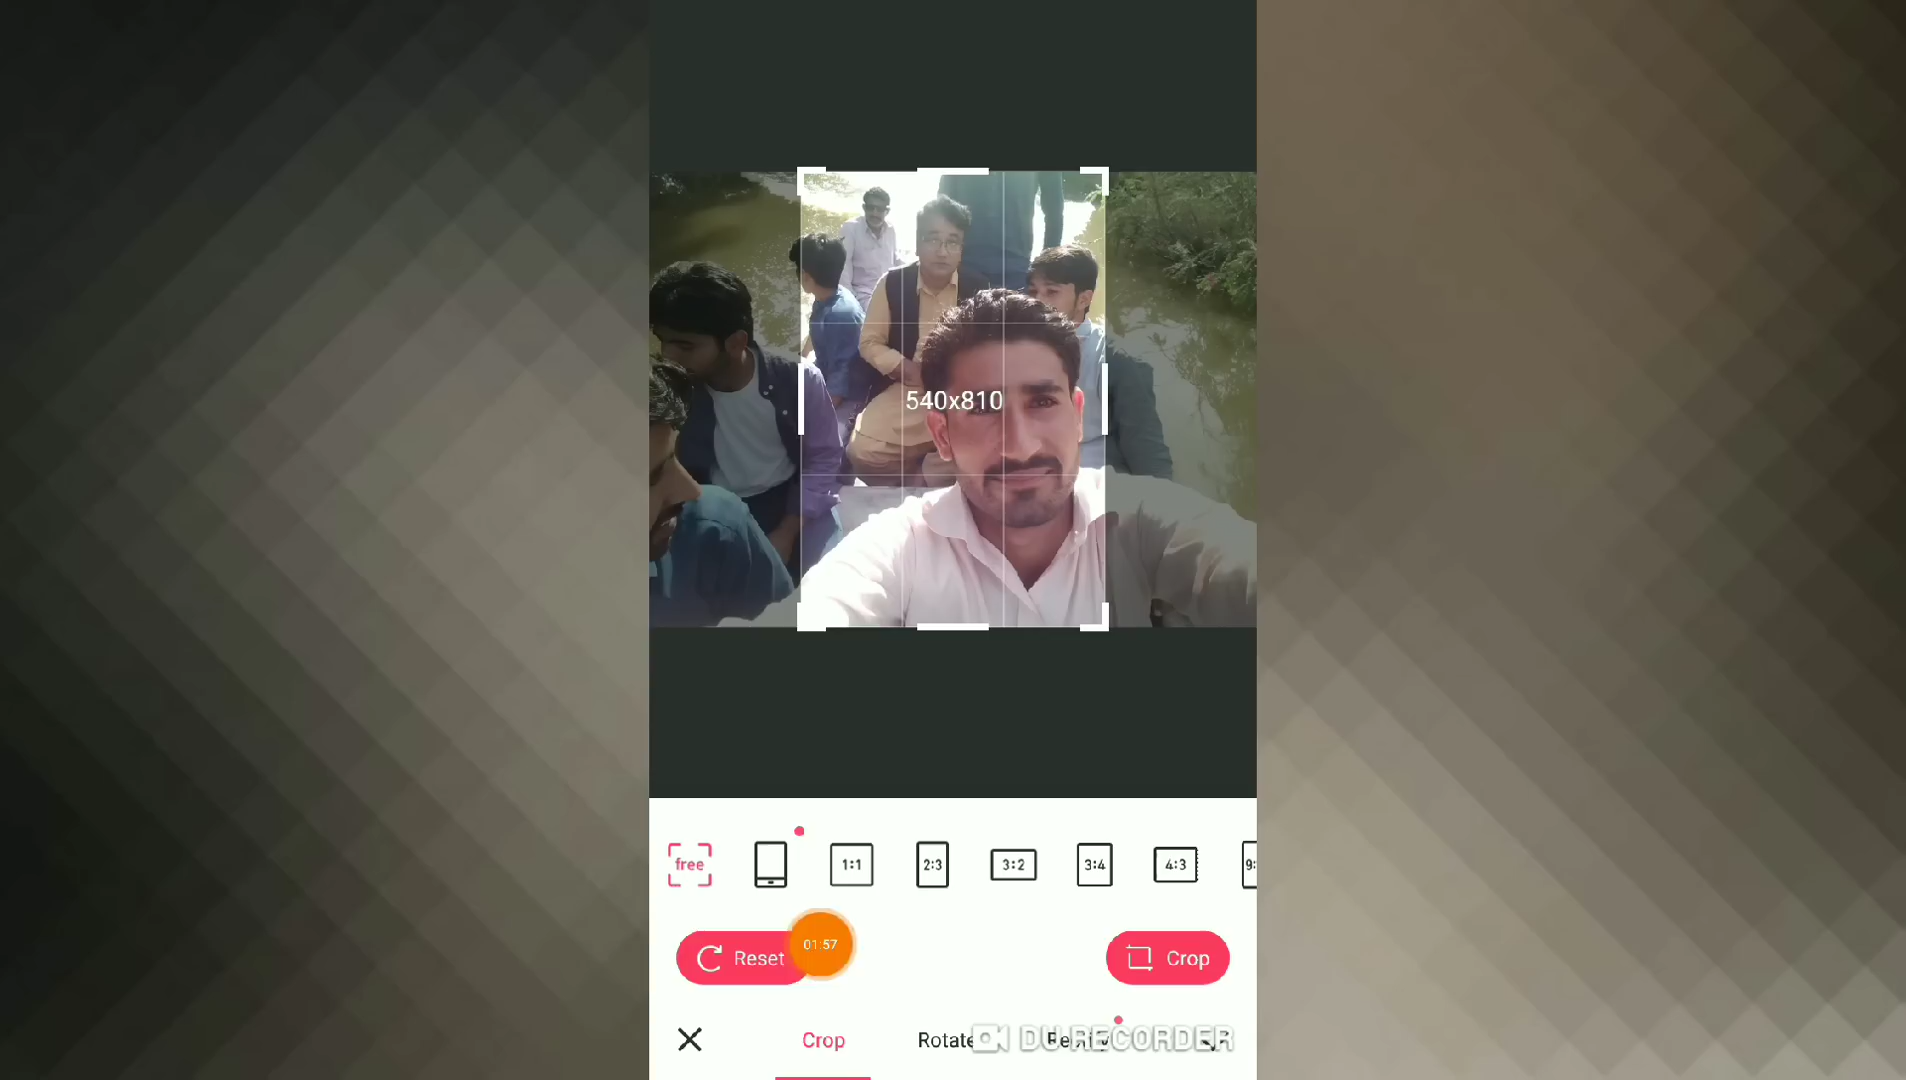 540x810
free
1:1
2:3
3:2
3:4
4:3
9:
Reset
01:57
Crop
Crop
Rotate
DU RECORDER